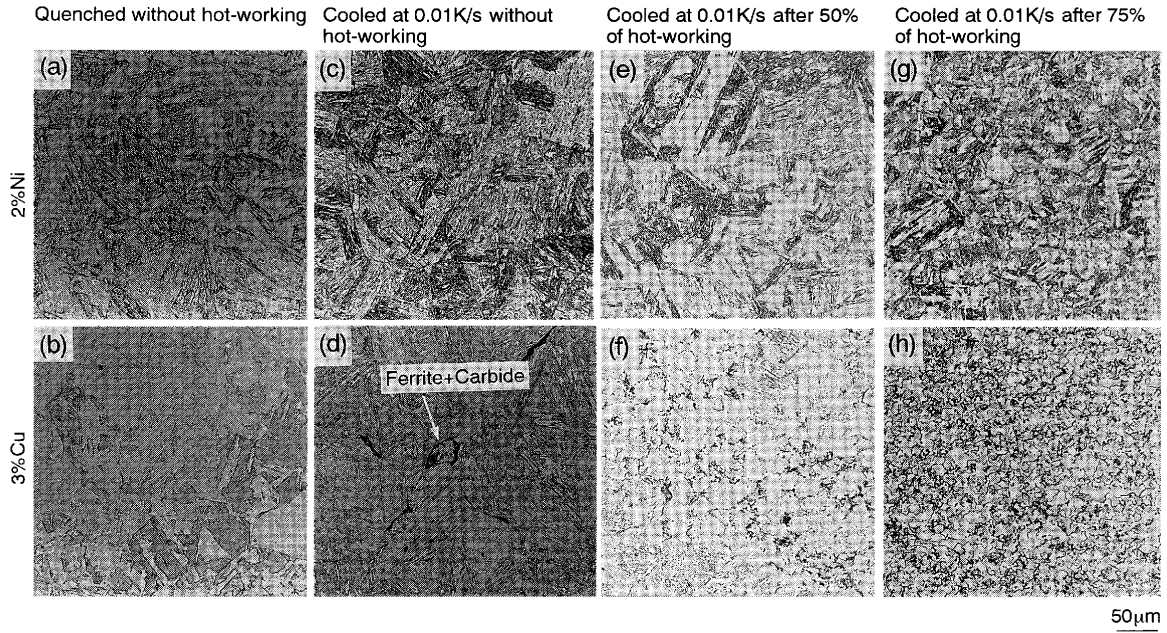 Quenched without hot-working
Cooled at 0.01K/s without
hot-working
Cooled at 0.01K/s after 50%
of hot-working
Cooled at 0.01K/s after 75%
of hot-working
2%Ni
(a)
(c)
(e)
(g)
3%Cu
(b)
(d)
Ferrite+Carbide
(f)
(h)
50μm